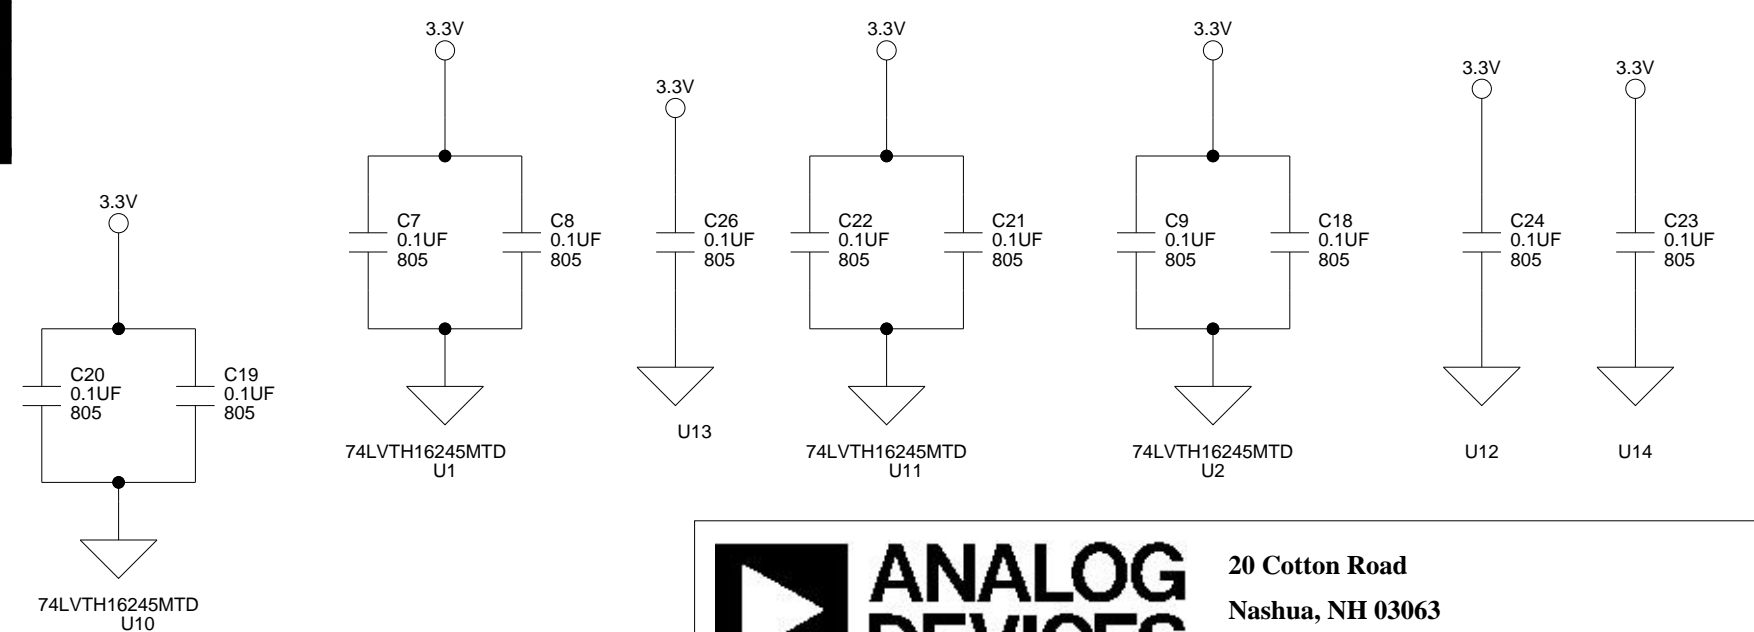 3.3V
3.3V
3.3V
3.3V
3.3V
3.3V
3.3V
C20
0.1UF
805
C19
0.1UF
805
74LVTH16245MTD
U10
C7
0.1UF
805
C8
0.1UF
805
74LVTH16245MTD
U1
C26
0.1UF
805
U13
C22
0.1UF
805
C21
0.1UF
805
74LVTH16245MTD
U11
C9
0.1UF
805
C18
0.1UF
805
74LVTH16245MTD
U2
C24
0.1UF
805
U12
C23
0.1UF
805
U14
ANALOG
DEVICES
20 Cotton Road
Nashua, NH 03063